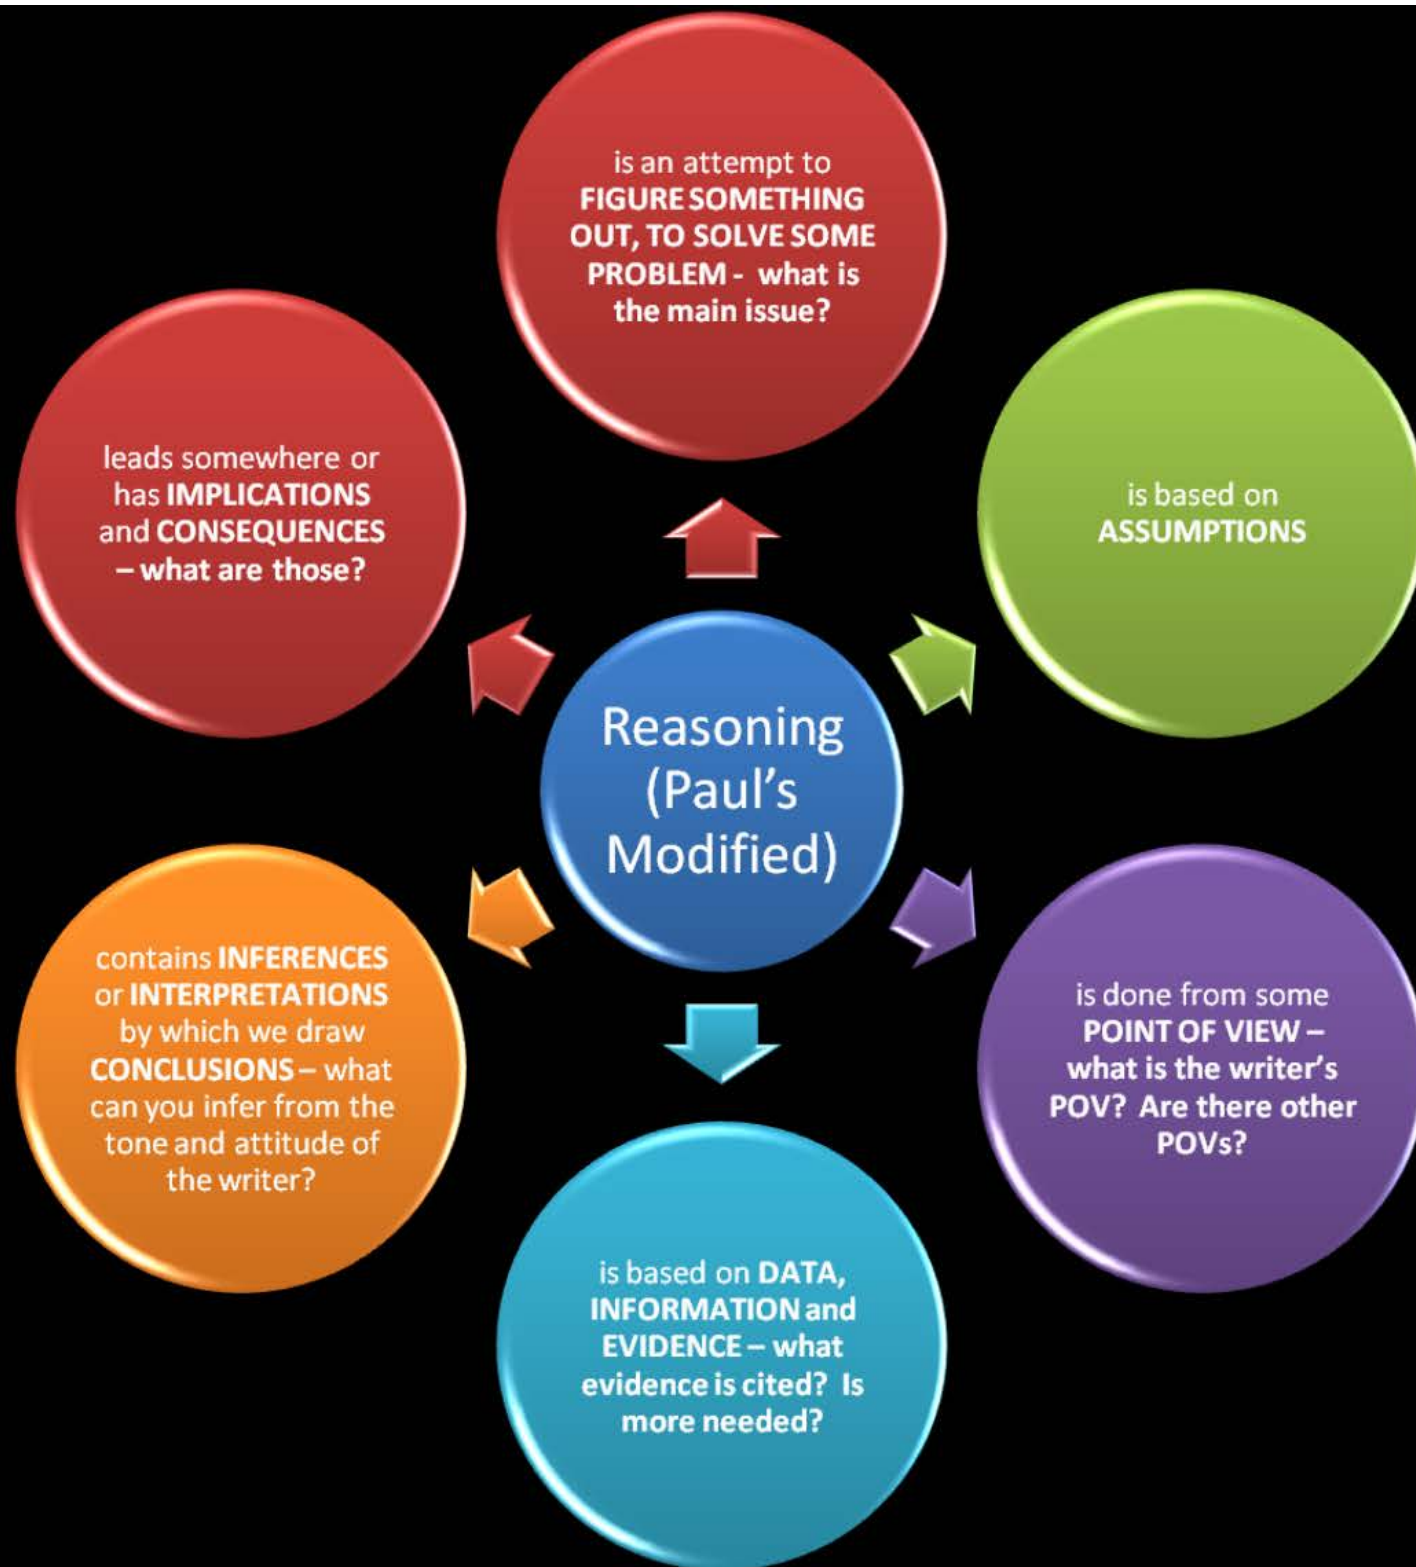 is an attempt to
FIGURE SOMETHING
OUT, TO SOLVE SOME
PROBLEM - what is
the main issue?
is based on
ASSUMPTIONS
is done from some
POINT OF VIEW –
what is the writer's
POV? Are there other
POVs?
is based on DATA,
INFORMATION and
EVIDENCE – what
evidence is cited? Is
more needed?
contains INFERENCES
or INTERPRETATIONS
by which we draw
CONCLUSIONS – what
can you infer from the
tone and attitude of
the writer?
leads somewhere or
has IMPLICATIONS
and CONSEQUENCES
– what are those?
Reasoning
(Paul's
Modified)